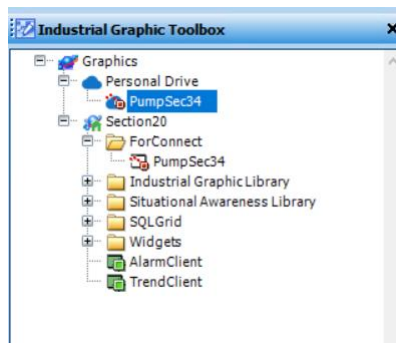 Industrial Graphic Toolbox
Graphics
Personal Drive
PumpSec34
Section20
ForConnect
PumpSec34
Industrial Graphic Library
Situational Awareness Library
SQLGrid
Widgets
AlarmClient
TrendClient